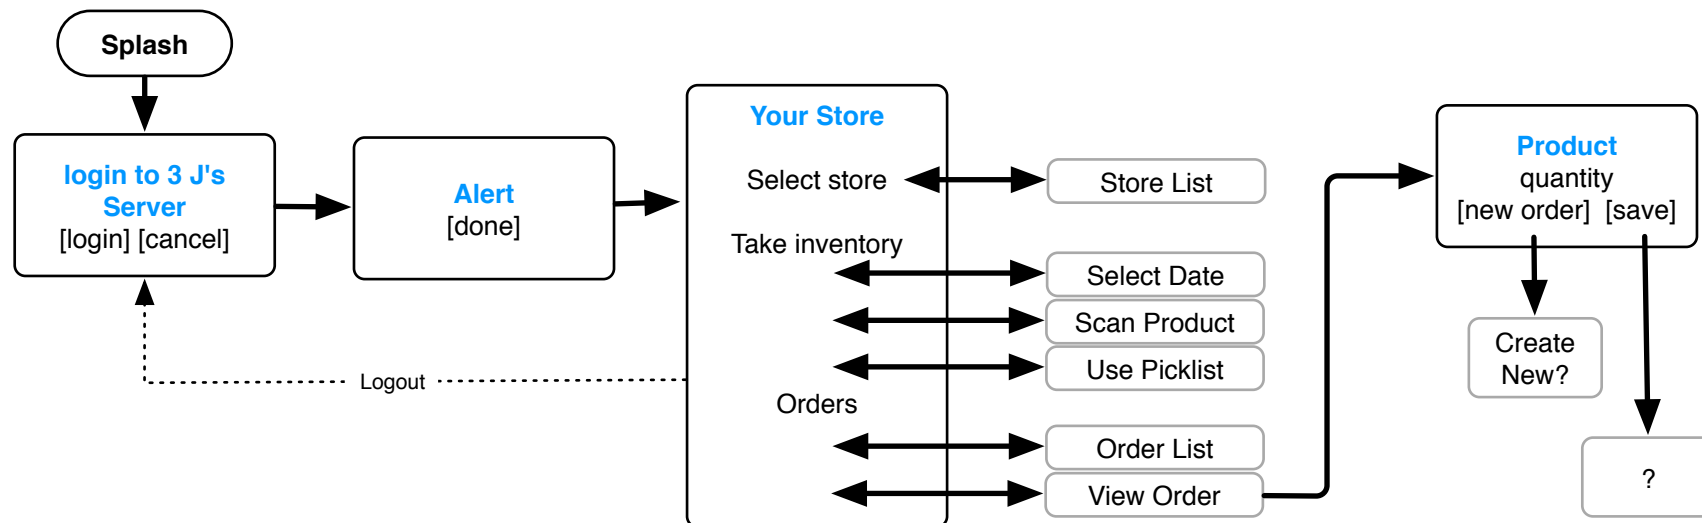 Splash
login to 3 J's
Server
[login] [cancel]
Alert
[done]
Your Store
Select store
Take inventory
Orders
Logout
Store List
Select Date
Scan Product
Use Picklist
Order List
View Order
Product
quantity
[new order] [save]
Create
New?
?